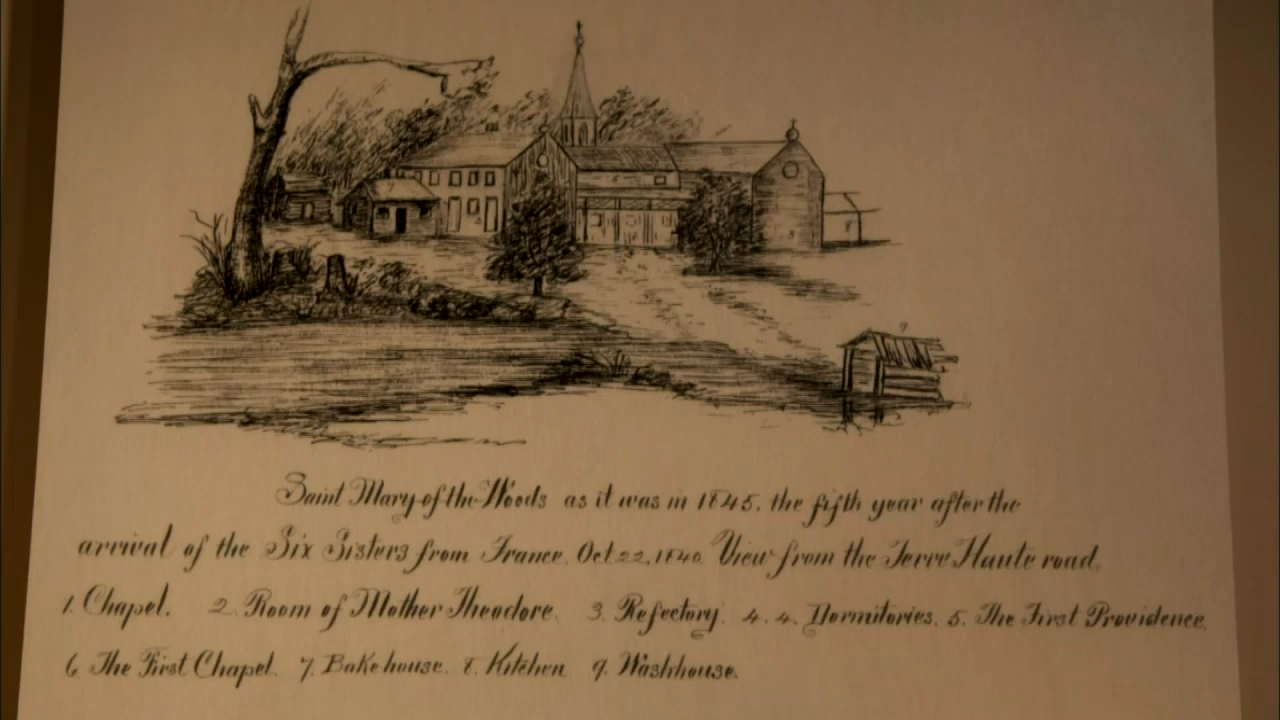 Saint Mary-of-the-Woods as it was in 1845, the fifth year after the
arrival of the Six Sisters from France, Oct 22, 1840. View from the Terre Haute road.
1. Chapel. 2. Room of Mother Theodore. 3. Refectory. 4. 4. Dormitories. 5. The First Providence.
6. The First Chapel. 7. Bakehouse. 8. Kitchen 9. Washhouse.